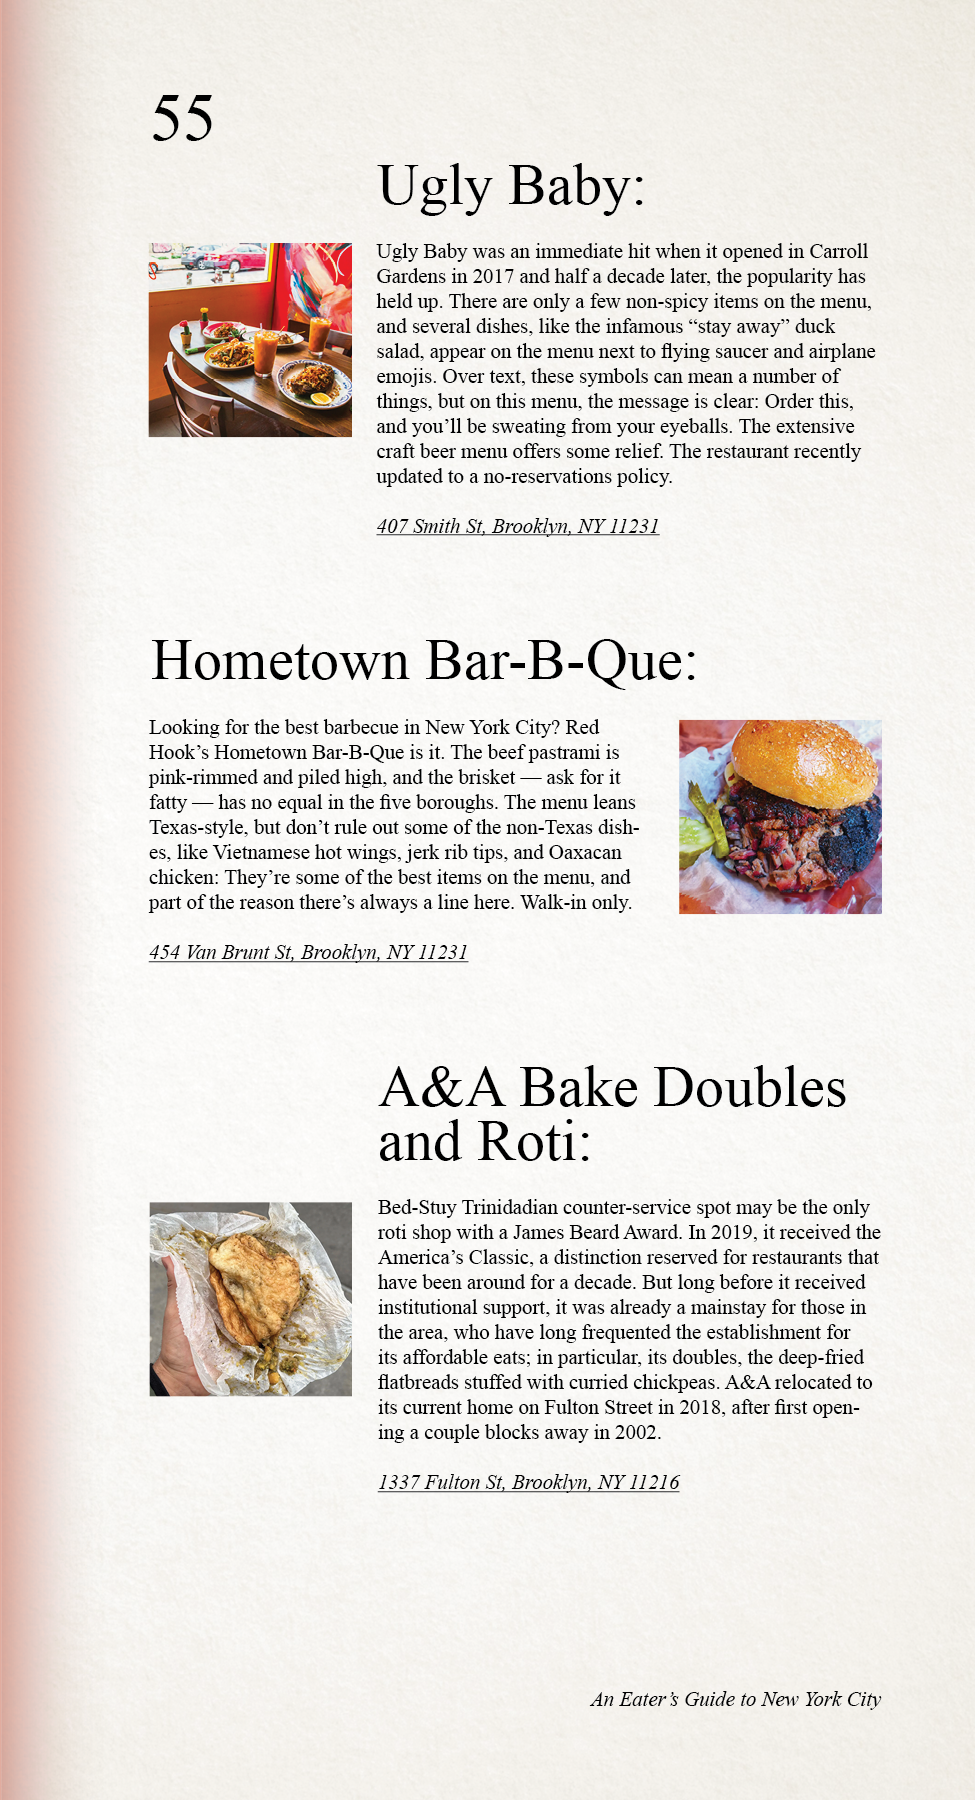 55
Ugly Baby:
Ugly Baby was an immediate hit when it opened in Carroll
Gardens in 2017 and half a decade later, the popularity has
held up. There are only a few non-spicy items on the menu,
and several dishes, like the infamous “stay away” duck
salad, appear on the menu next to flying saucer and airplane
emojis. Over text, these symbols can mean a number of
things, but on this menu, the message is clear: Order this,
and you’ll be sweating from your eyeballs. The extensive
craft beer menu offers some relief. The restaurant recently
updated to a no-reservations policy.
407 Smith St, Brooklyn, NY 11231
Hometown Bar-B-Que:
Looking for the best barbecue in New York City? Red
Hook’s Hometown Bar-B-Que is it. The beef pastrami is
pink-rimmed and piled high, and the brisket — ask for it
fatty — has no equal in the five boroughs. The menu leans
Texas-style, but don’t rule out some of the non-Texas dish-
es, like Vietnamese hot wings, jerk rib tips, and Oaxacan
chicken: They’re some of the best items on the menu, and
part of the reason there’s always a line here. Walk-in only.
454 Van Brunt St, Brooklyn, NY 11231
A&A Bake Doubles
and Roti:
Bed-Stuy Trinidadian counter-service spot may be the only
roti shop with a James Beard Award. In 2019, it received the
America’s Classic, a distinction reserved for restaurants that
have been around for a decade. But long before it received
institutional support, it was already a mainstay for those in
the area, who have long frequented the establishment for
its affordable eats; in particular, its doubles, the deep-fried
flatbreads stuffed with curried chickpeas. A&A relocated to
its current home on Fulton Street in 2018, after first open-
ing a couple blocks away in 2002.
1337 Fulton St, Brooklyn, NY 11216
An Eater’s Guide to New York City